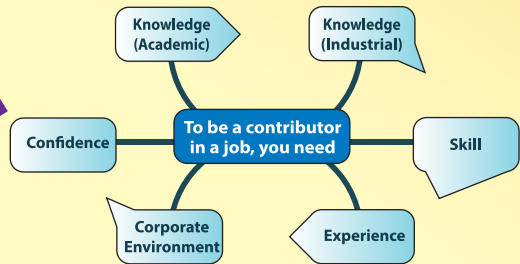 Knowledge
(Academic)
Knowledge
(Industrial)
To be a contributor
in a job, you need
Confidence
Skill
Corporate
Environment
Experience